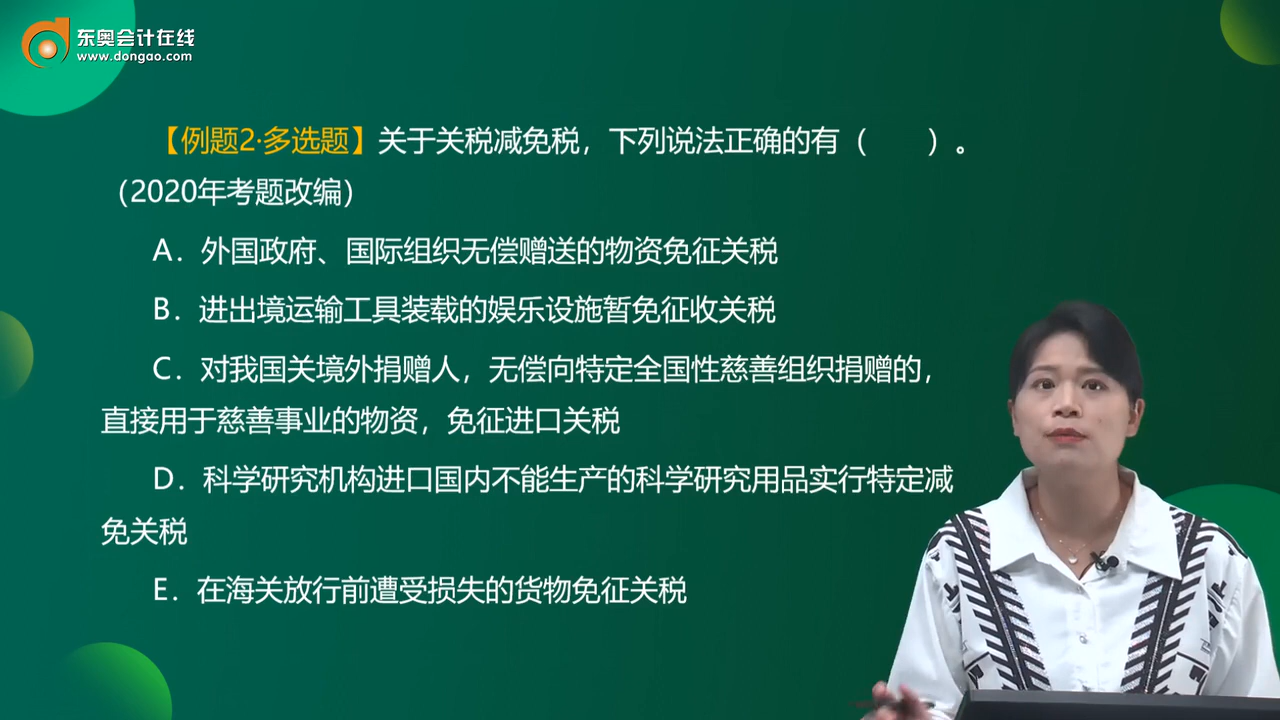 东奥会计在线
www.dongao.com
【例题2·多选题】关于关税减免税，下列说法正确的有（　　）。
（2020年考题改编）
A．外国政府、国际组织无偿赠送的物资免征关税
B．进出境运输工具装载的娱乐设施暂免征收关税
C．对我国关境外捐赠人，无偿向特定全国性慈善组织捐赠的，
直接用于慈善事业的物资，免征进口关税
D．科学研究机构进口国内不能生产的科学研究用品实行特定减
免关税
E．在海关放行前遭受损失的货物免征关税